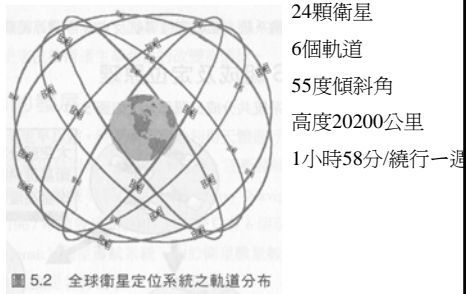 24顆衛星
6個軌道
55度傾斜角
高度20200公里
1小時58分/繞行一週
圖 5.2 全球衛星定位系統之軌道分布